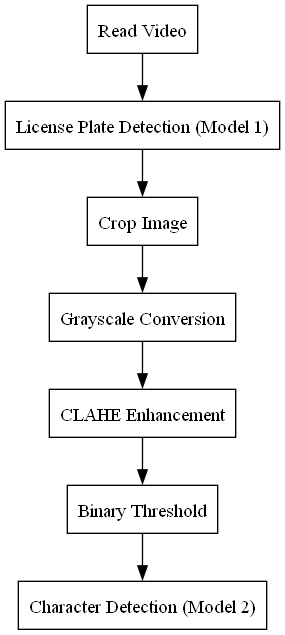 Read Video
License Plate Detection (Model 1)
Crop Image
Grayscale Conversion
CLAHE Enhancement
Binary Threshold
Character Detection (Model 2)